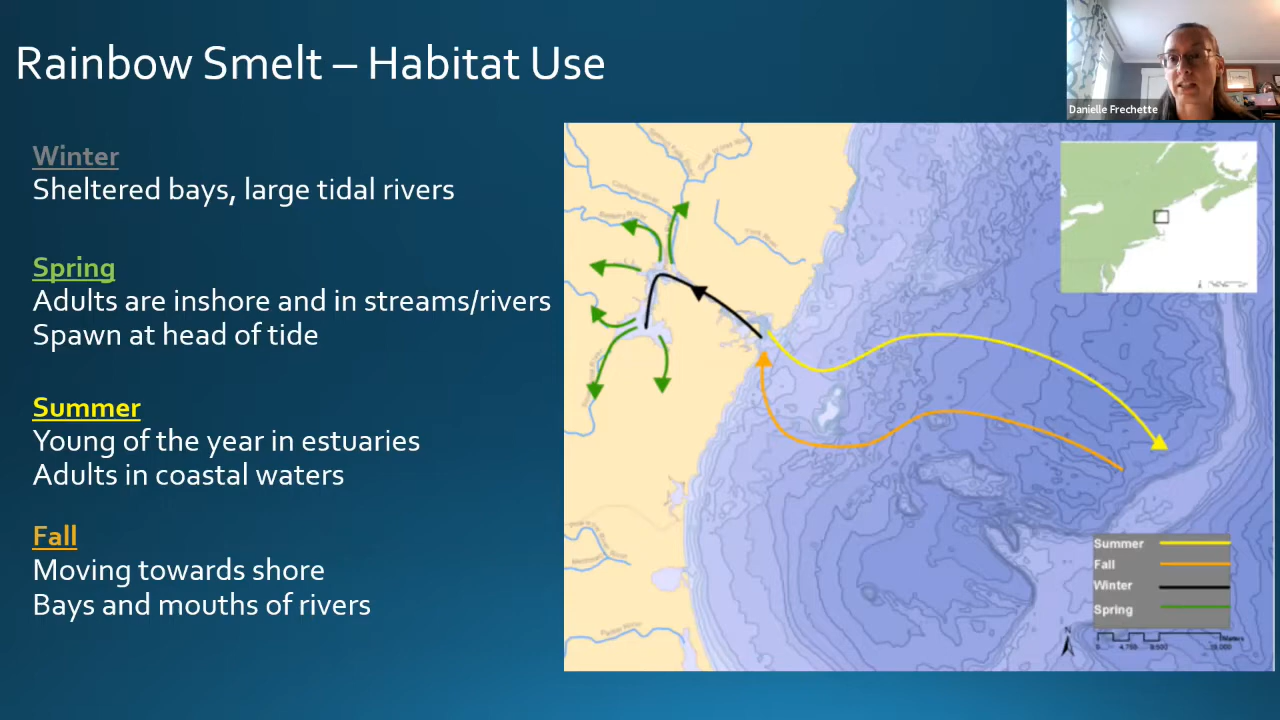 Rainbow Smelt – Habitat Use
Danielle Frechette
Winter
Sheltered bays, large tidal rivers
Spring
Adults are inshore and in streams/rivers
Spawn at head of tide
Summer
Young of the year in estuaries
Adults in coastal waters
Fall
Moving towards shore
Bays and mouths of rivers
Summer
Fall
Winter
Spring
N
Meters